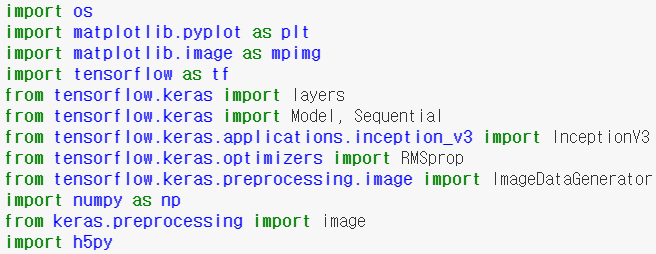 import os
import matplotlib.pyplot as plt
import matplotlib.image as mpimg
import tensorflow as tf
from tensorflow.keras import layers
from tensorflow.keras import Model, Sequential
from tensorflow.keras.applications.inception_v3 import InceptionV3
from tensorflow.keras.optimizers import RMSprop
from tensorflow.keras.preprocessing.image import ImageDataGenerator
import numpy as np
from keras.preprocessing import image
import h5py